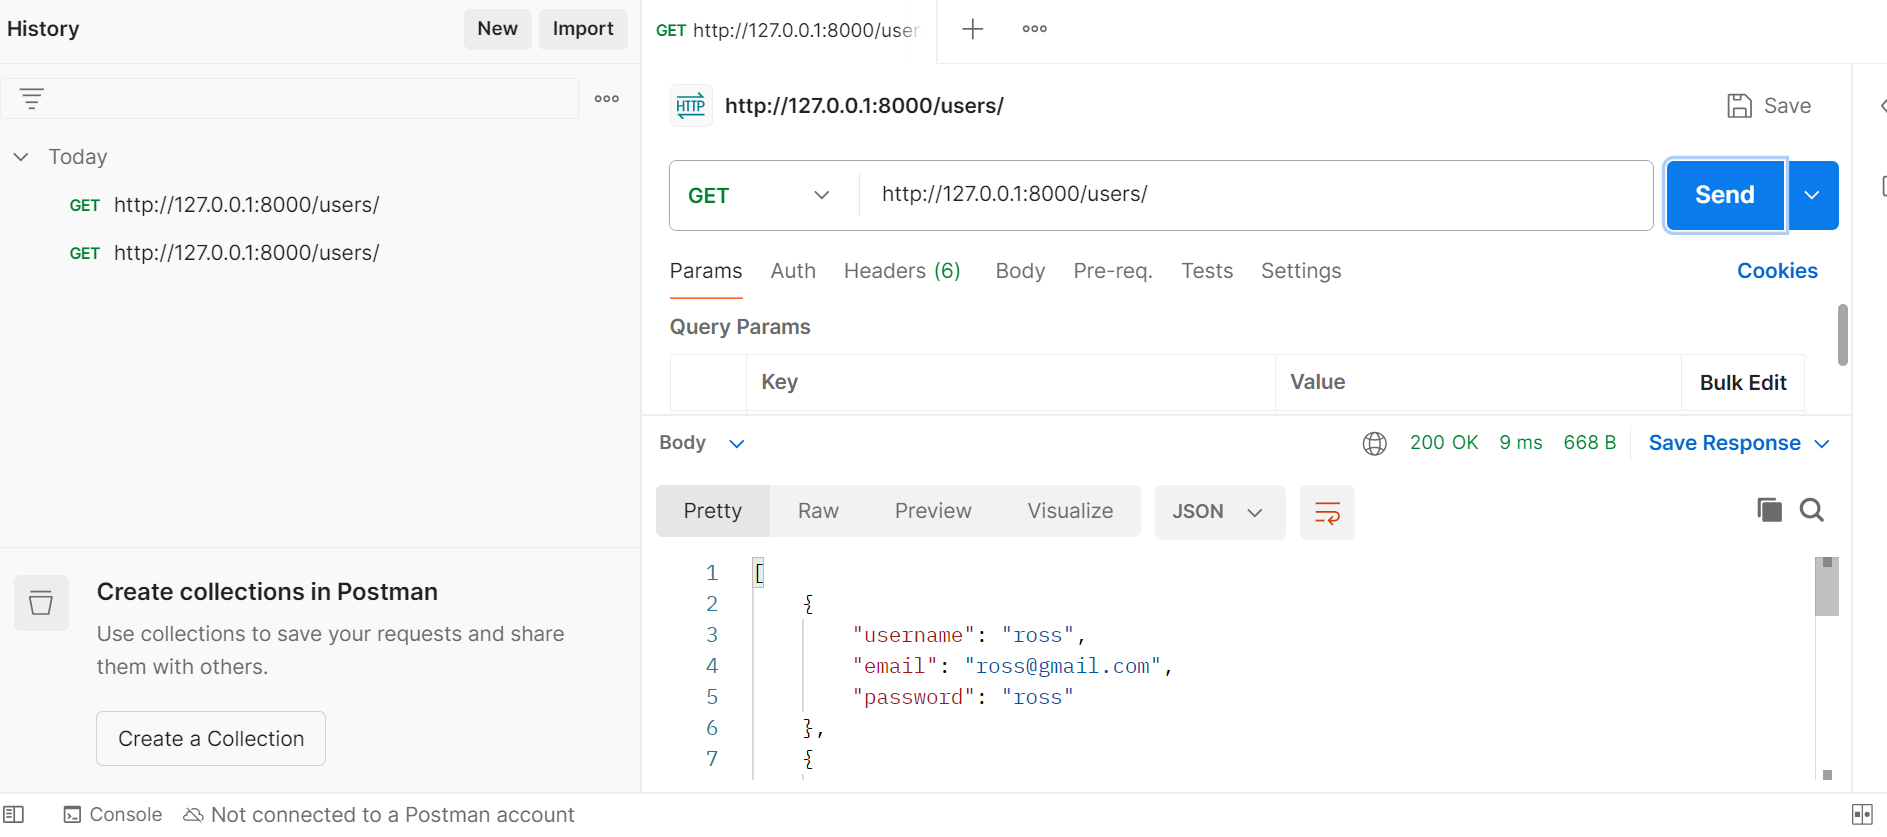 History
New
Import
Today
GET http://127.0.0.1:8000/users/
GET http://127.0.0.1:8000/users/
Create collections in Postman
Use collections to save your requests and share
them with others.
Create a Collection
GET http://127.0.0.1:8000/user
HTTP http://127.0.0.1:8000/users/
Save
GET http://127.0.0.1:8000/users/
Send
Params Auth Headers (6) Body Pre-req. Tests Settings
Cookies
Query Params
Key Value Bulk Edit
Body
200 OK 9 ms 668 B Save Response
Pretty Raw Preview Visualize JSON
1 [
2 {
3 "username": "ross",
4 "email": "ross@gmail.com",
5 "password": "ross"
6 },
7 {
Console Not connected to a Postman account